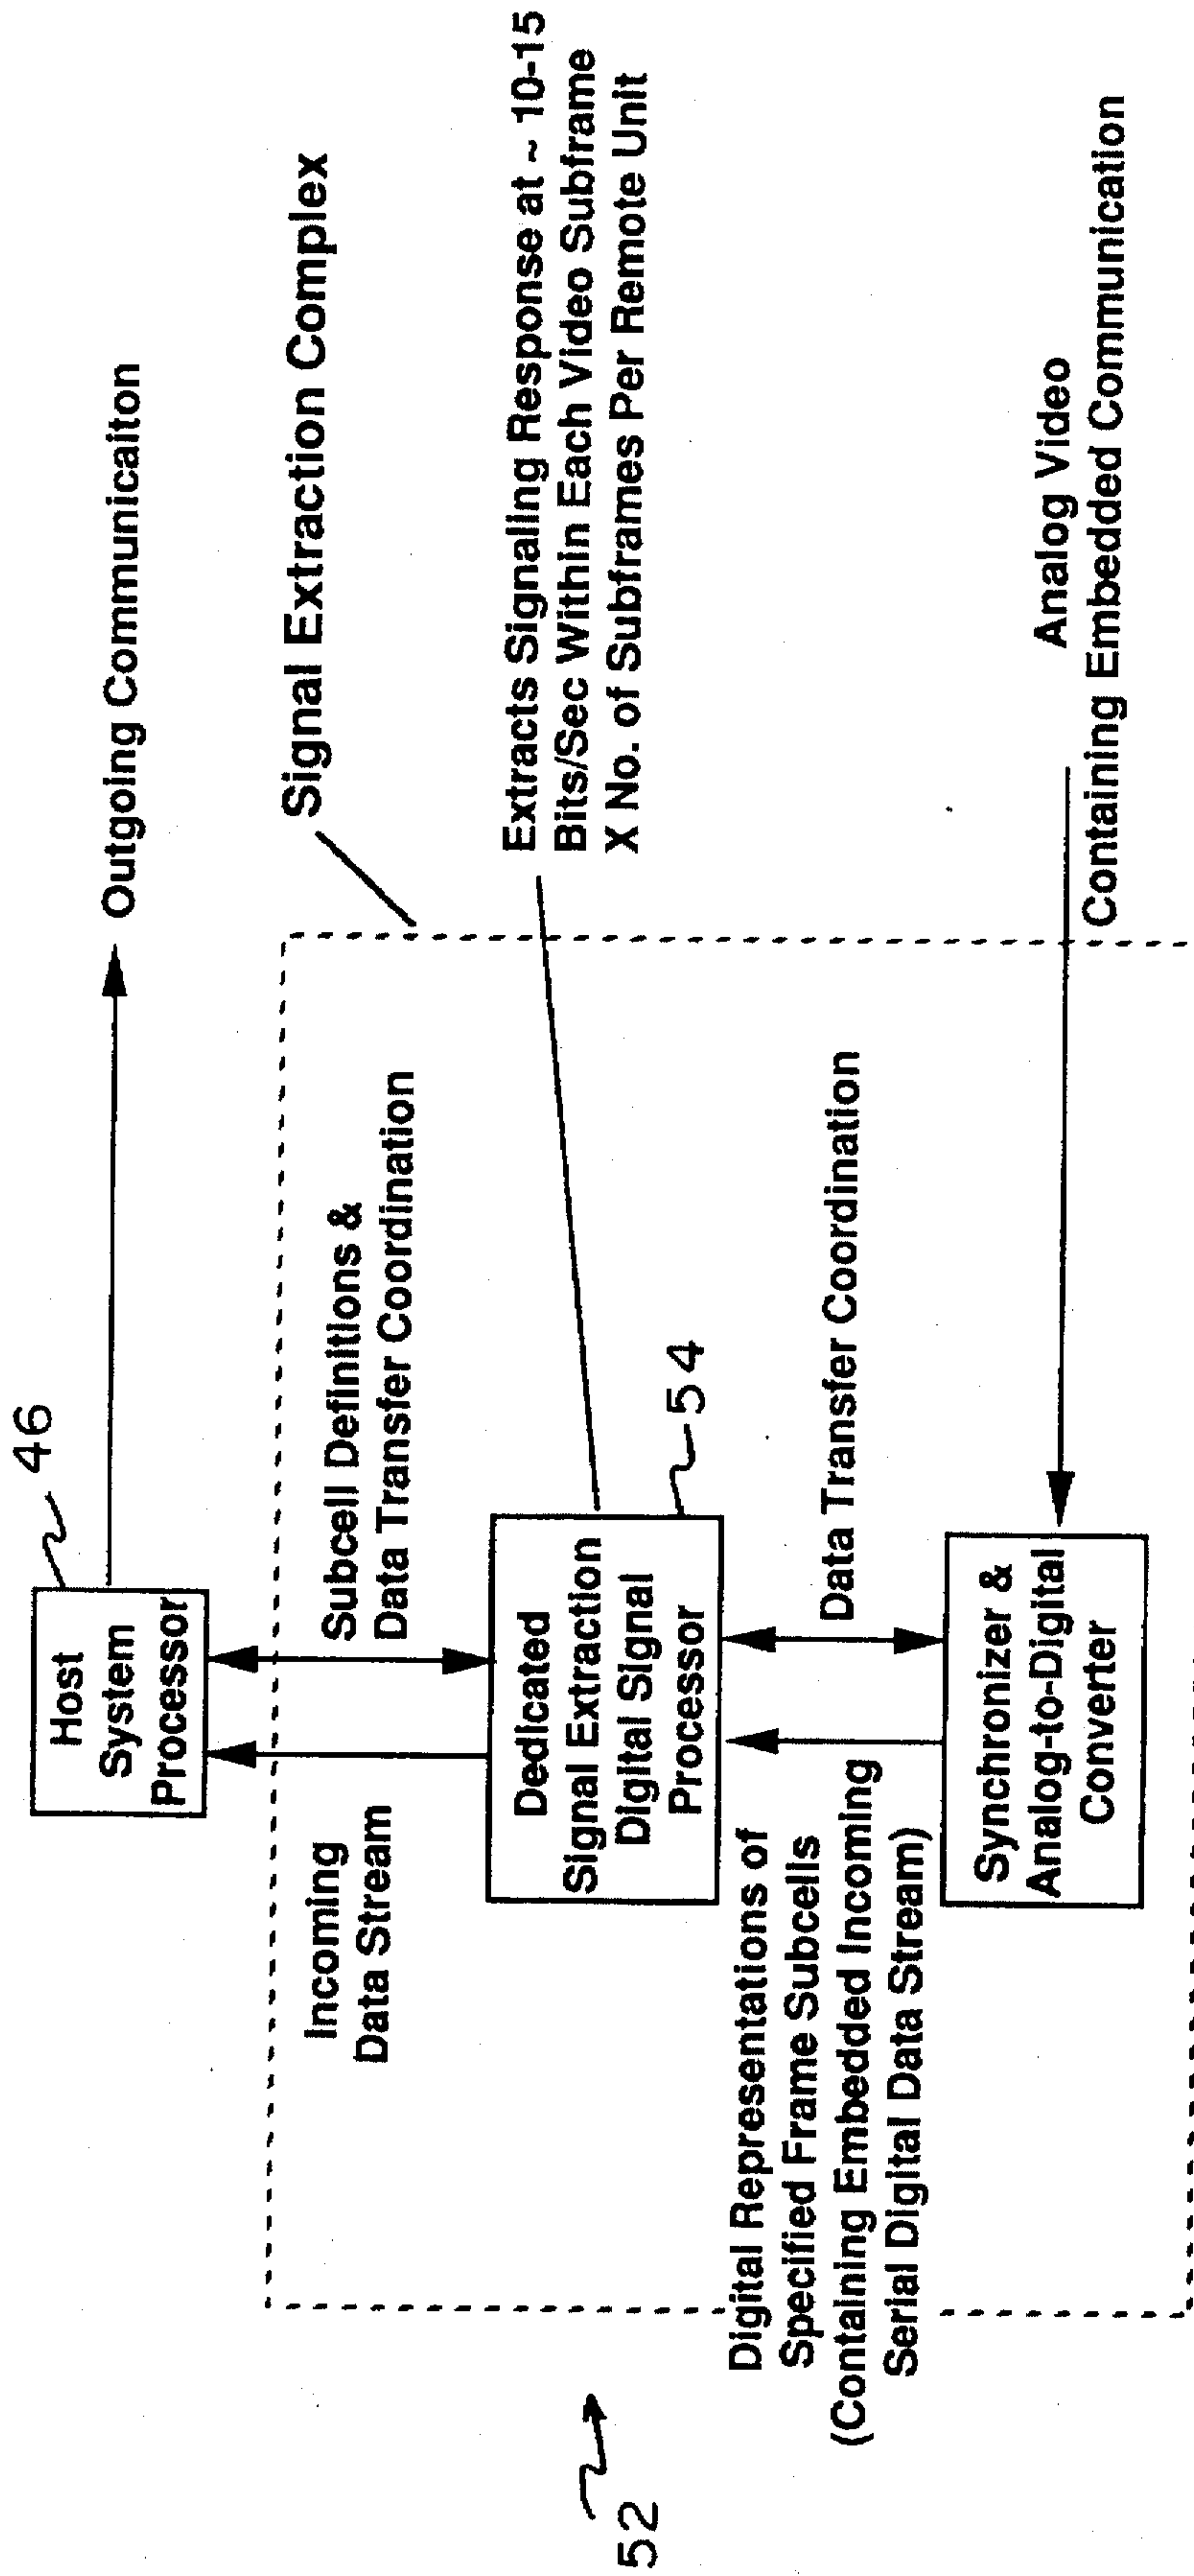 46
Host
System
Processor
Outgoing Communicaiton
Signal Extraction Complex
Incoming
Data Stream
Subcell Definitions &
Data Transfer Coordination
Dedicated
Signal Extraction
Digital Signal
Processor
54
Extracts Signaling Response at ~ 10-15
Bits/Sec Within Each Video Subframe
X No. of Subframes Per Remote Unit
52
Digital Representations of
Specified Frame Subcells
(Containing Embedded Incoming
Serial Digital Data Stream)
Data Transfer Coordination
Synchronizer &
Analog-to-Digital
Converter
Analog Video
Containing Embedded Communication